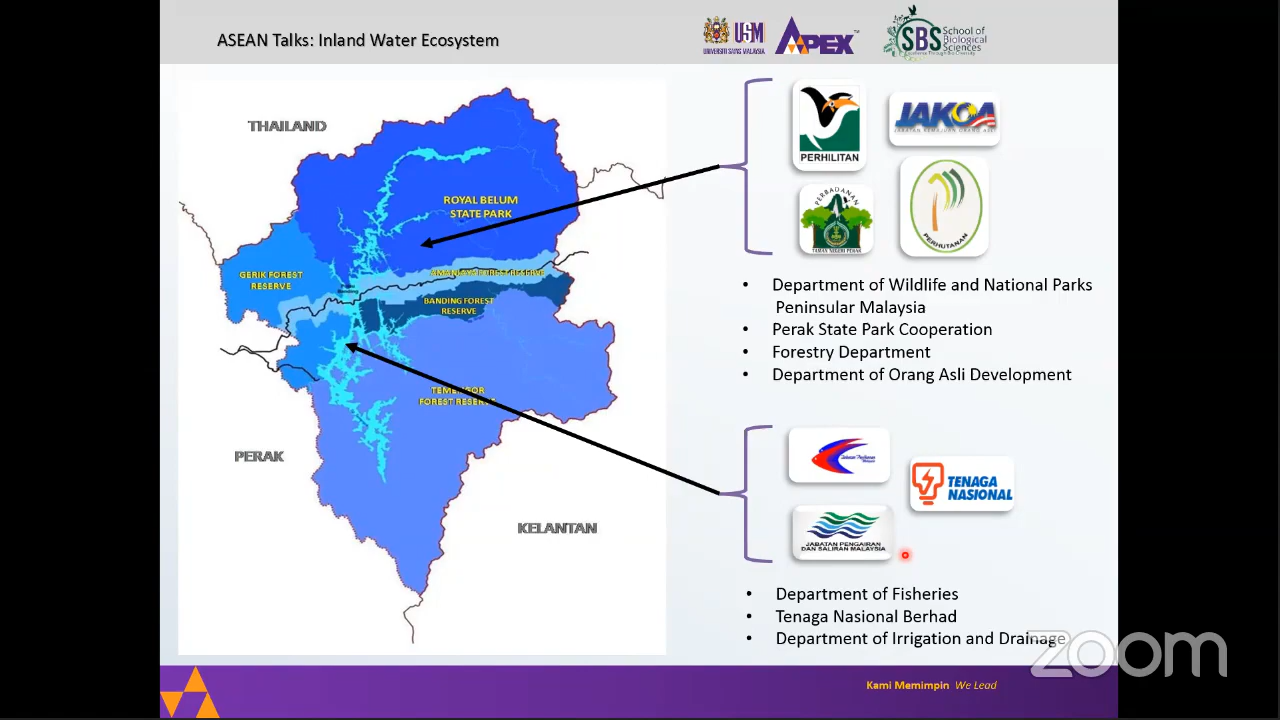 ASEAN Talks: Inland Water Ecosystem
USM
UNIVERSITI SAINS MALAYSIA
APEX™
SBS School of Biological Sciences
THAILAND
ROYAL BELUM
STATE PARK
GERIK FOREST
RESERVE
AMANJAYA FOREST RESERVE
BANDING FOREST
RESERVE
TEMENGOR
FOREST RESERVE
PERAK
KELANTAN
PERHILITAN
JAKOA
JABATAN KEMAJUAN ORANG ASLI
PERBADANAN
TAMAN NEGERI PERAK
PERHUTANAN
• Department of Wildlife and National Parks
Peninsular Malaysia
• Perak State Park Cooperation
• Forestry Department
• Department of Orang Asli Development
Jabatan Perikanan
TENAGA
NASIONAL
JABATAN PENGAIRAN
DAN SALIRAN MALAYSIA
• Department of Fisheries
• Tenaga Nasional Berhad
• Department of Irrigation and Drainage
zoom
Kami Memimpin We Lead